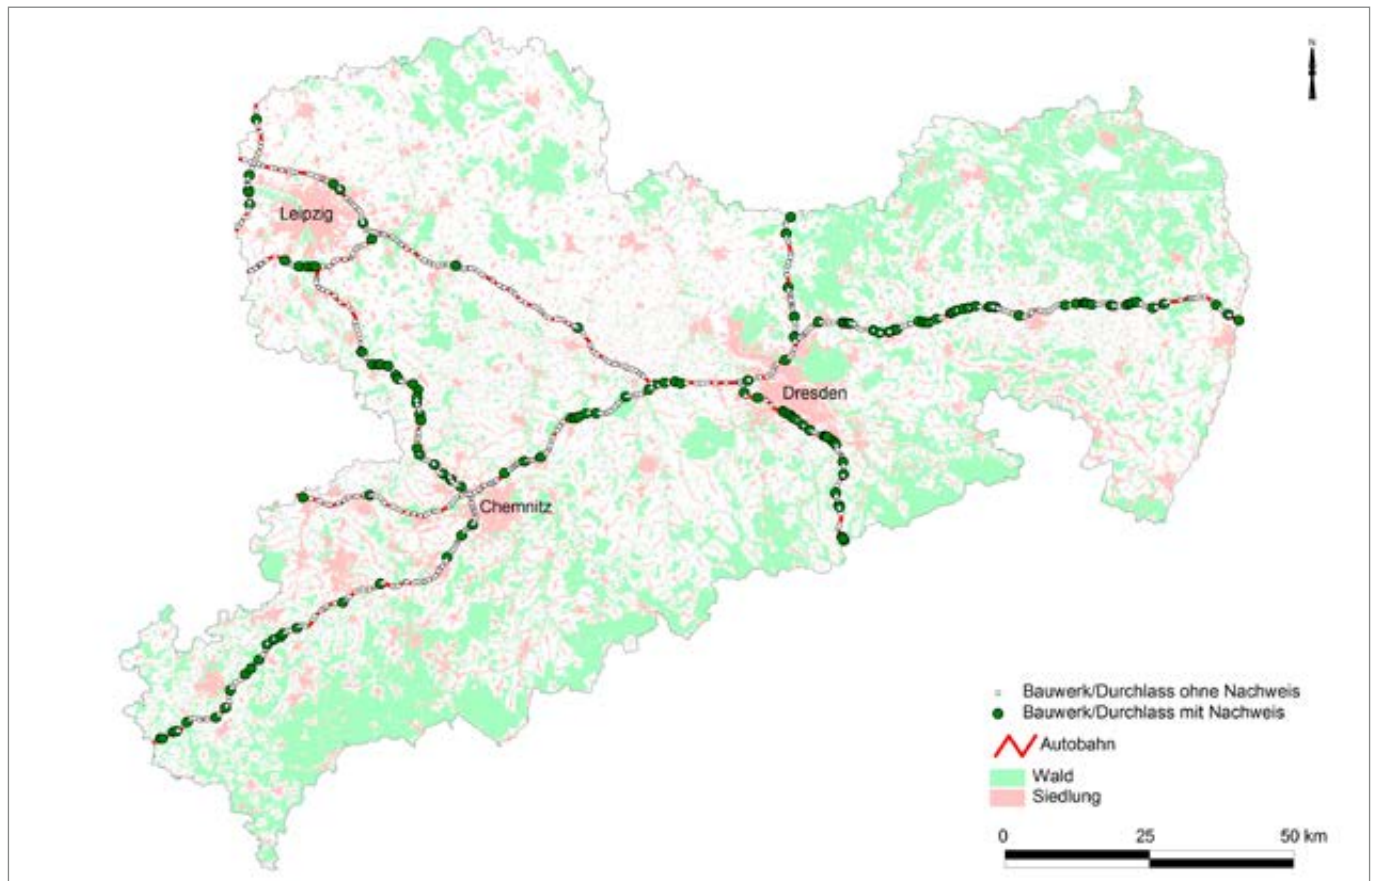 N
Leipzig
Dresden
Chemnitz
Bauwerk/Durchlass ohne Nachweis
Bauwerk/Durchlass mit Nachweis
Autobahn
Wald
Siedlung
0 25 50 km